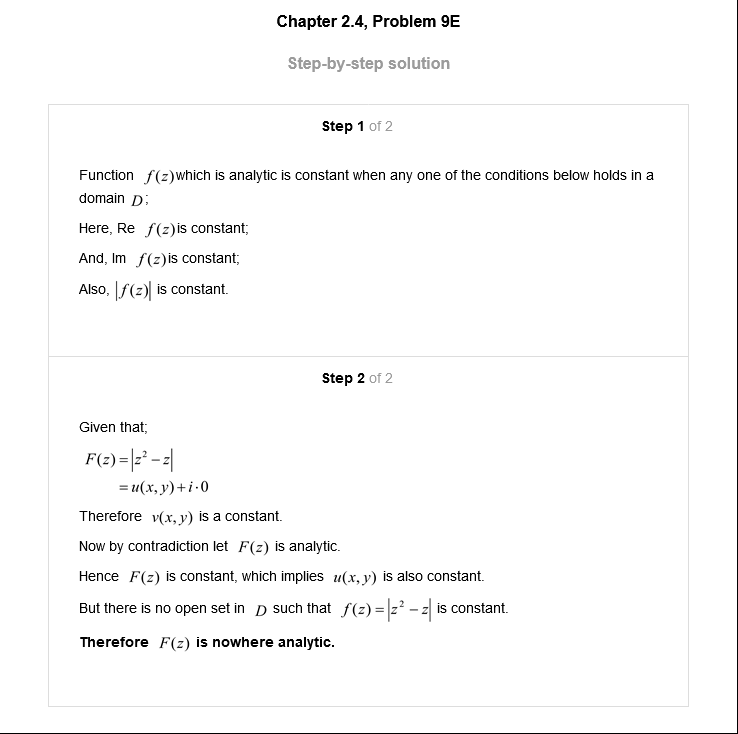 Chapter 2.4, Problem 9E
Step-by-step solution
Step 1 of 2
Function f(z) which is analytic is constant when any one of the conditions below holds in a
domain D;
Here, Re f(z) is constant;
And, Im f(z) is constant;
Also, |f(z)| is constant.
Step 2 of 2
Given that;
F(z) = |z² − z|
= u(x, y) + i·0
Therefore v(x, y) is a constant.
Now by contradiction let F(z) is analytic.
Hence F(z) is constant, which implies u(x, y) is also constant.
But there is no open set in D such that f(z) = |z² − z| is constant.
Therefore F(z) is nowhere analytic.